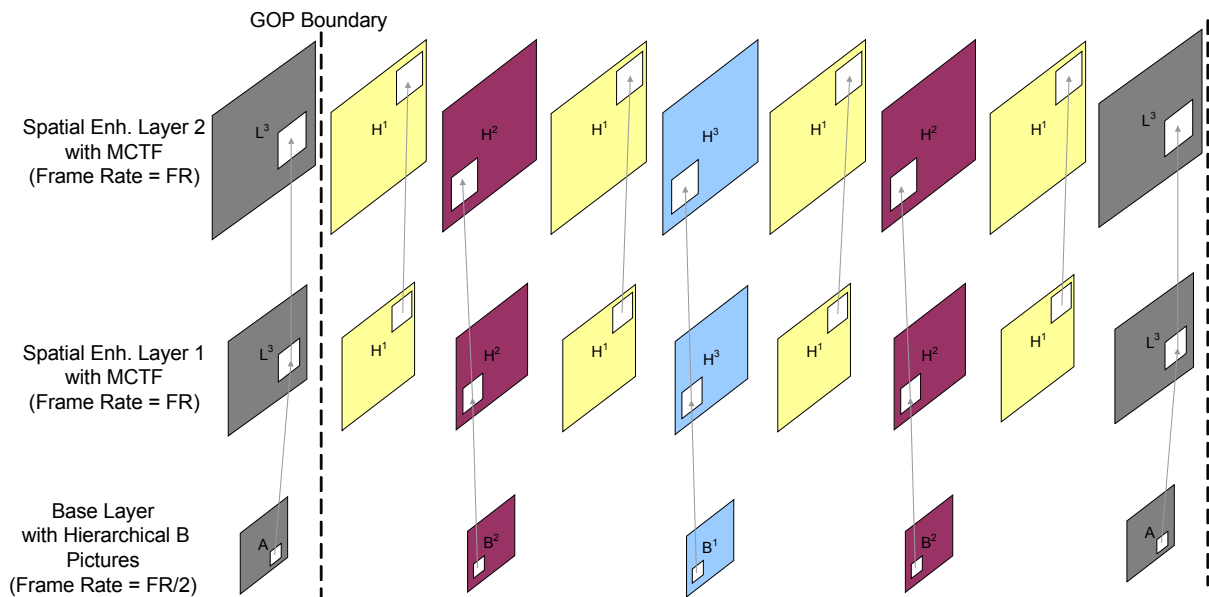 GOP Boundary
Spatial Enh. Layer 2
with MCTF
(Frame Rate = FR)
L³ H¹ H² H¹ H³ H¹ H² H¹ L³
Spatial Enh. Layer 1
with MCTF
(Frame Rate = FR)
L³ H¹ H² H¹ H³ H¹ H² H¹ L³
Base Layer
with Hierarchical B
Pictures
(Frame Rate = FR/2)
A B² B¹ B² A